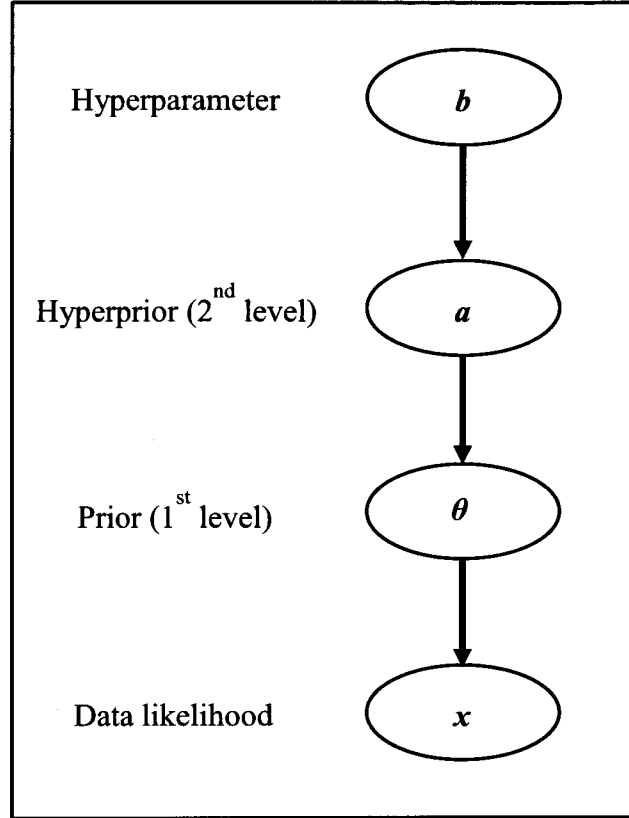 Hyperparameter b
Hyperprior (2nd level) a
Prior (1st level) θ
Data likelihood x